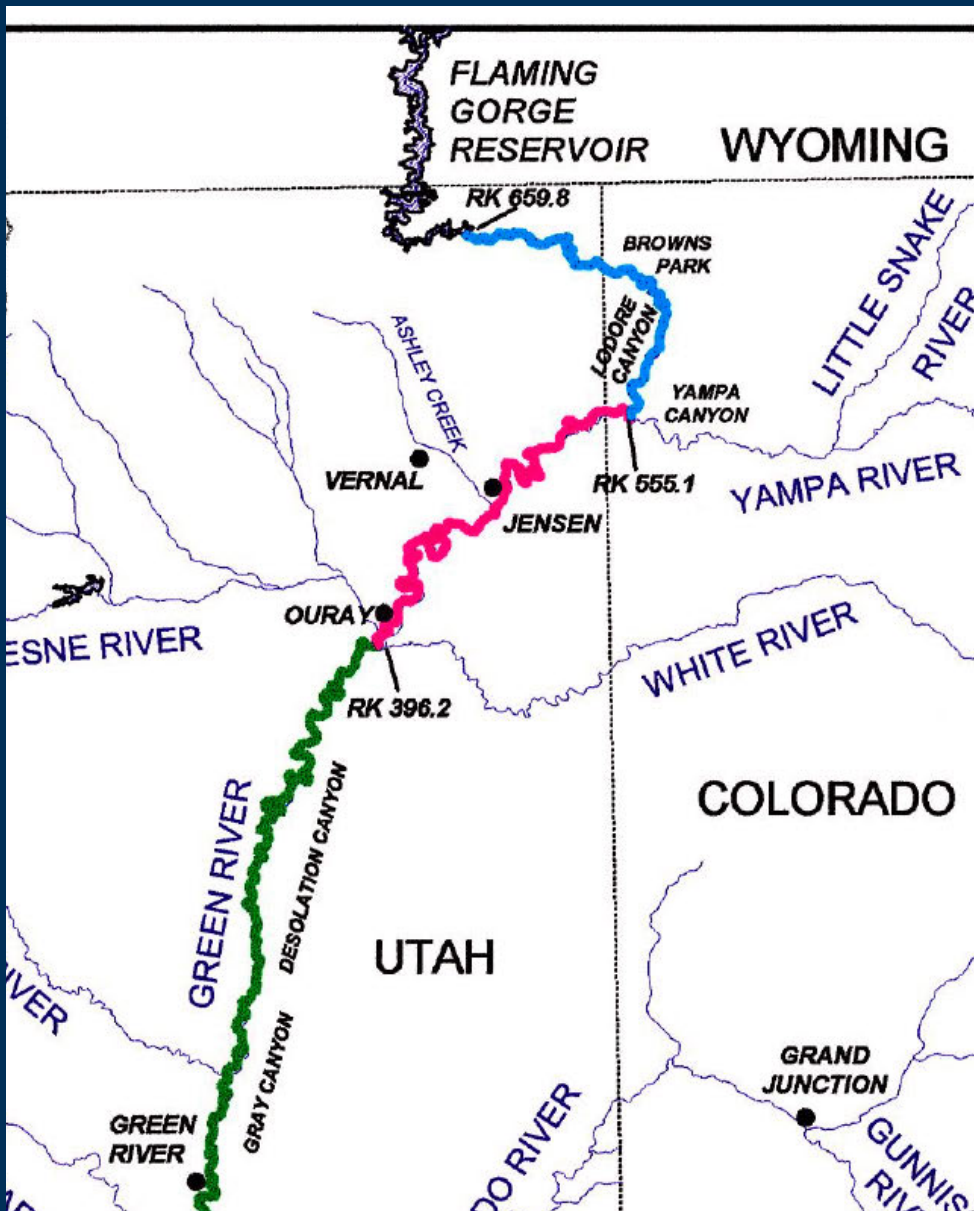 FLAMING
GORGE
RESERVOIR
WYOMING
RK 659.8
BROWNS
PARK
LITTLE SNAKE
RIVER
LODORE
CANYON
ASHLEY CREEK
YAMPA
CANYON
VERNAL
RK 555.1
YAMPA RIVER
JENSEN
OURAY
ESNE RIVER
WHITE RIVER
RK 396.2
GREEN RIVER
DESOLATION CANYON
COLORADO
UTAH
IVER
GRAY CANYON
GRAND
JUNCTION
GREEN
RIVER
DO RIVER
GUNNIS
RIV